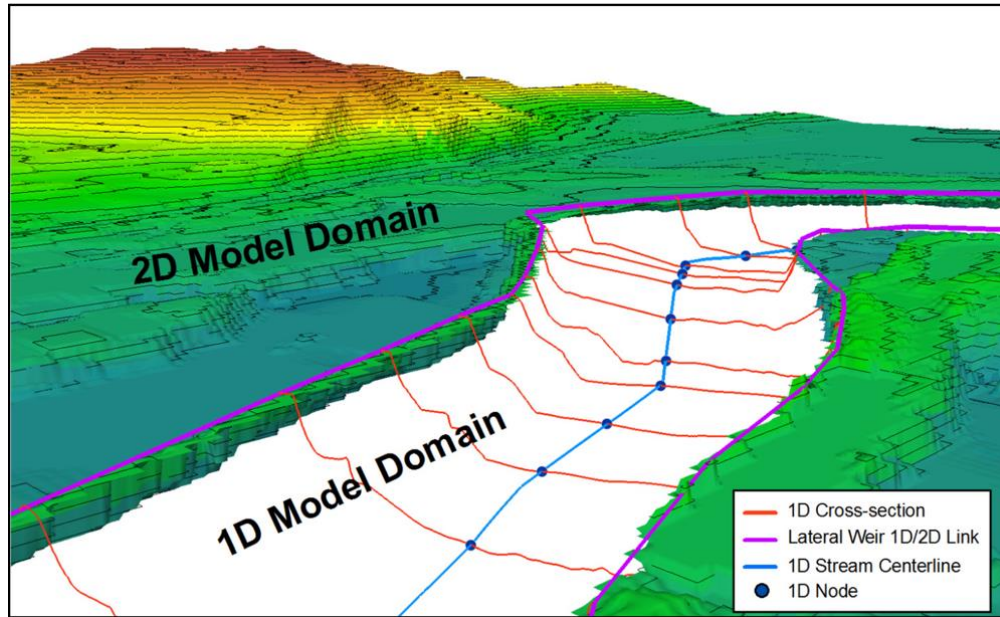 2D Model Domain
1D Model Domain
1D Cross-section
Lateral Weir 1D/2D Link
1D Stream Centerline
1D Node